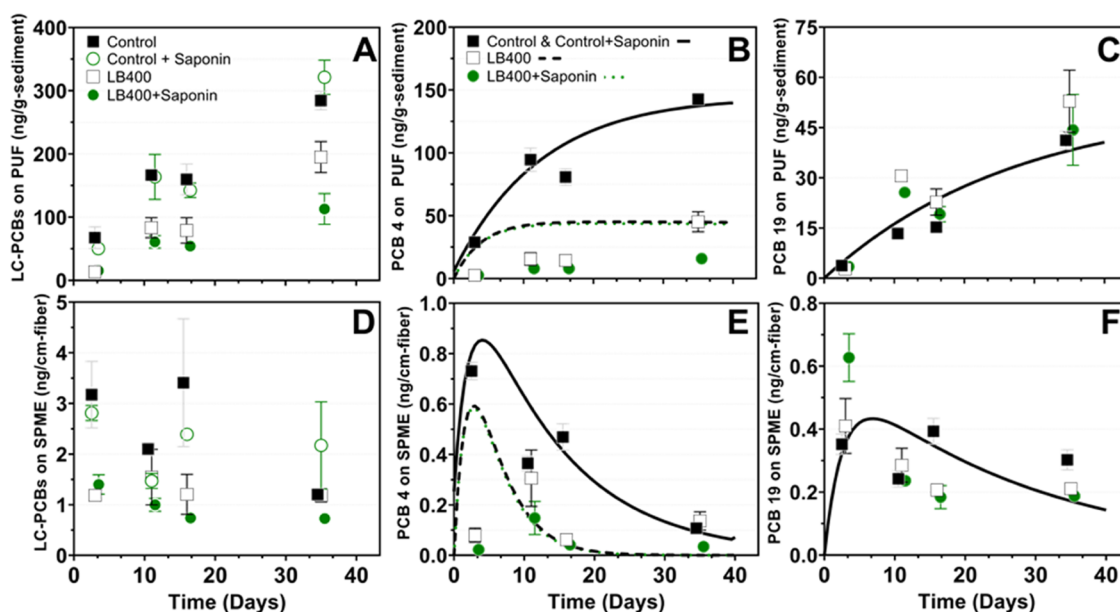 LC-PCBs on PUF (ng/g-sediment)
400
300
200
100
0
Control
Control + Saponin
LB400
LB400+Saponin
A
PCB 4 on PUF (ng/g-sediment)
200
150
100
50
0
Control & Control+Saponin
LB400
LB400+Saponin
B
PCB 19 on PUF (ng/g-sediment)
75
60
45
30
15
0
C
LC-PCBs on SPME (ng/cm-fiber)
5
4
3
2
1
0
D
0 10 20 30 40
Time (Days)
PCB 4 on SPME (ng/cm-fiber)
1.0
0.8
0.6
0.4
0.2
0.0
E
0 10 20 30 40
Time (Days)
PCB 19 on SPME (ng/cm-fiber)
0.8
0.6
0.4
0.2
0.0
F
0 10 20 30 40
Time (Days)